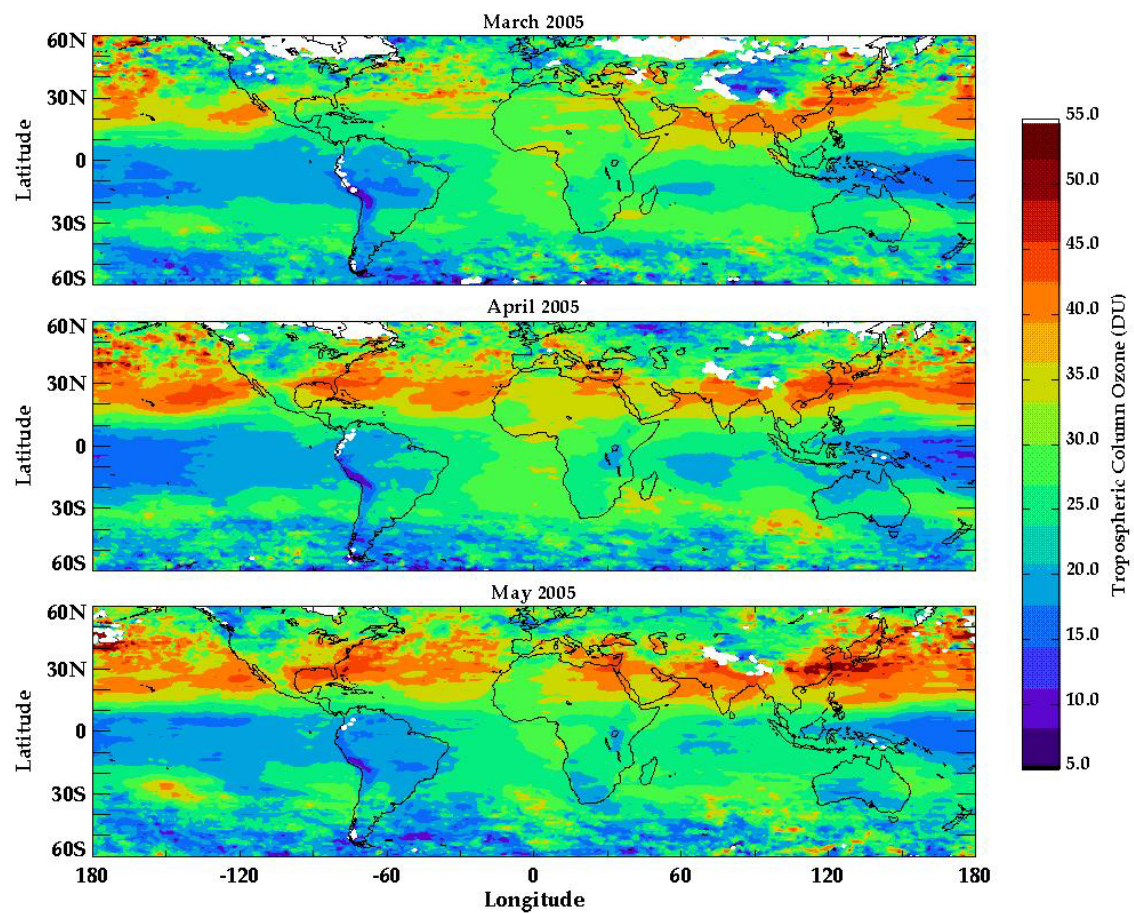 March 2005
60N
30N
0
30S
60S
Latitude
April 2005
60N
30N
0
30S
60S
Latitude
May 2005
60N
30N
0
30S
60S
Latitude
180 -120 -60 0 60 120 180
Longitude
55.0
50.0
45.0
40.0
35.0
30.0
25.0
20.0
15.0
10.0
5.0
Tropospheric Column Ozone (DU)